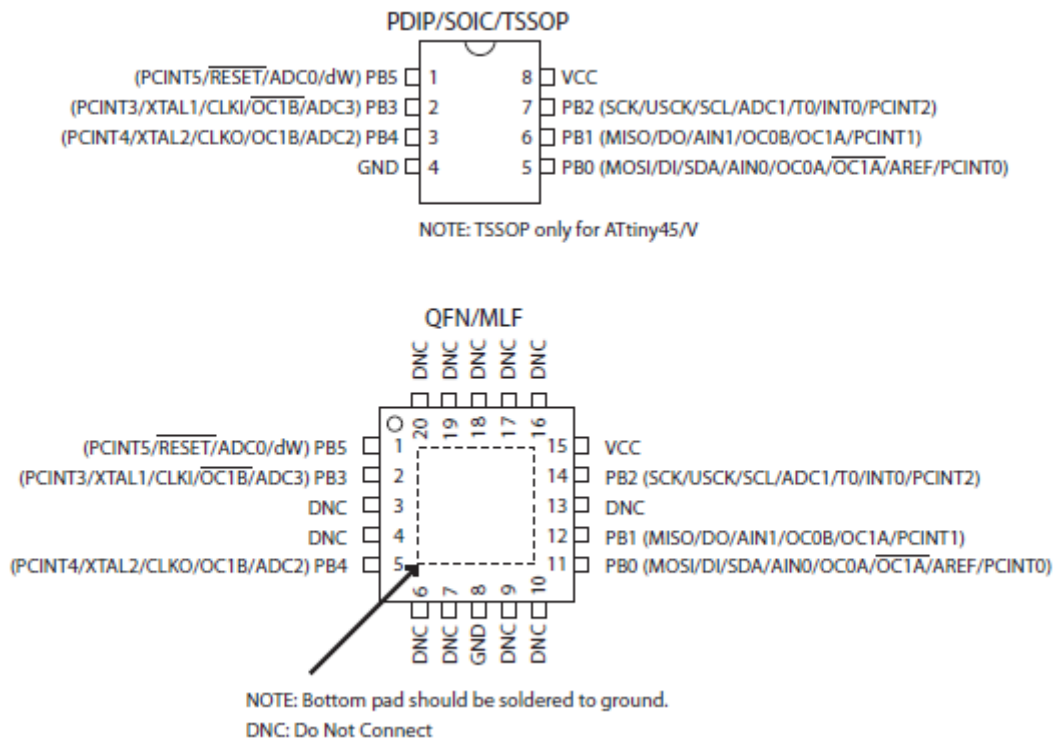 PDIP/SOIC/TSSOP
(PCINT5/RESET/ADC0/dW) PB5 1 8 VCC
(PCINT3/XTAL1/CLKI/OC1B/ADC3) PB3 2 7 PB2 (SCK/USCK/SCL/ADC1/T0/INT0/PCINT2)
(PCINT4/XTAL2/CLKO/OC1B/ADC2) PB4 3 6 PB1 (MISO/DO/AIN1/OC0B/OC1A/PCINT1)
GND 4 5 PB0 (MOSI/DI/SDA/AIN0/OC0A/OC1A/AREF/PCINT0)
NOTE: TSSOP only for ATtiny45/V
QFN/MLF
DNC DNC DNC DNC DNC
20 19 18 17 16
(PCINT5/RESET/ADC0/dW) PB5 1 15 VCC
(PCINT3/XTAL1/CLKI/OC1B/ADC3) PB3 2 14 PB2 (SCK/USCK/SCL/ADC1/T0/INT0/PCINT2)
DNC 3 13 DNC
DNC 4 12 PB1 (MISO/DO/AIN1/OC0B/OC1A/PCINT1)
(PCINT4/XTAL2/CLKO/OC1B/ADC2) PB4 5 11 PB0 (MOSI/DI/SDA/AIN0/OC0A/OC1A/AREF/PCINT0)
6 7 8 9 10
DNC DNC GND DNC DNC
NOTE: Bottom pad should be soldered to ground.
DNC: Do Not Connect